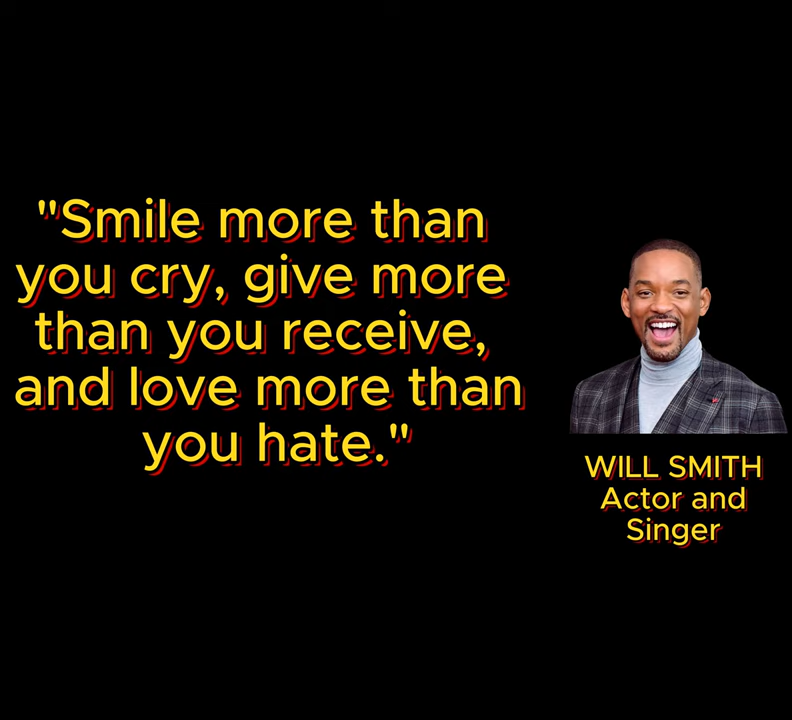 "Smile more than
you cry, give more
than you receive,
and love more than
you hate."
WILL SMITH
Actor and
Singer